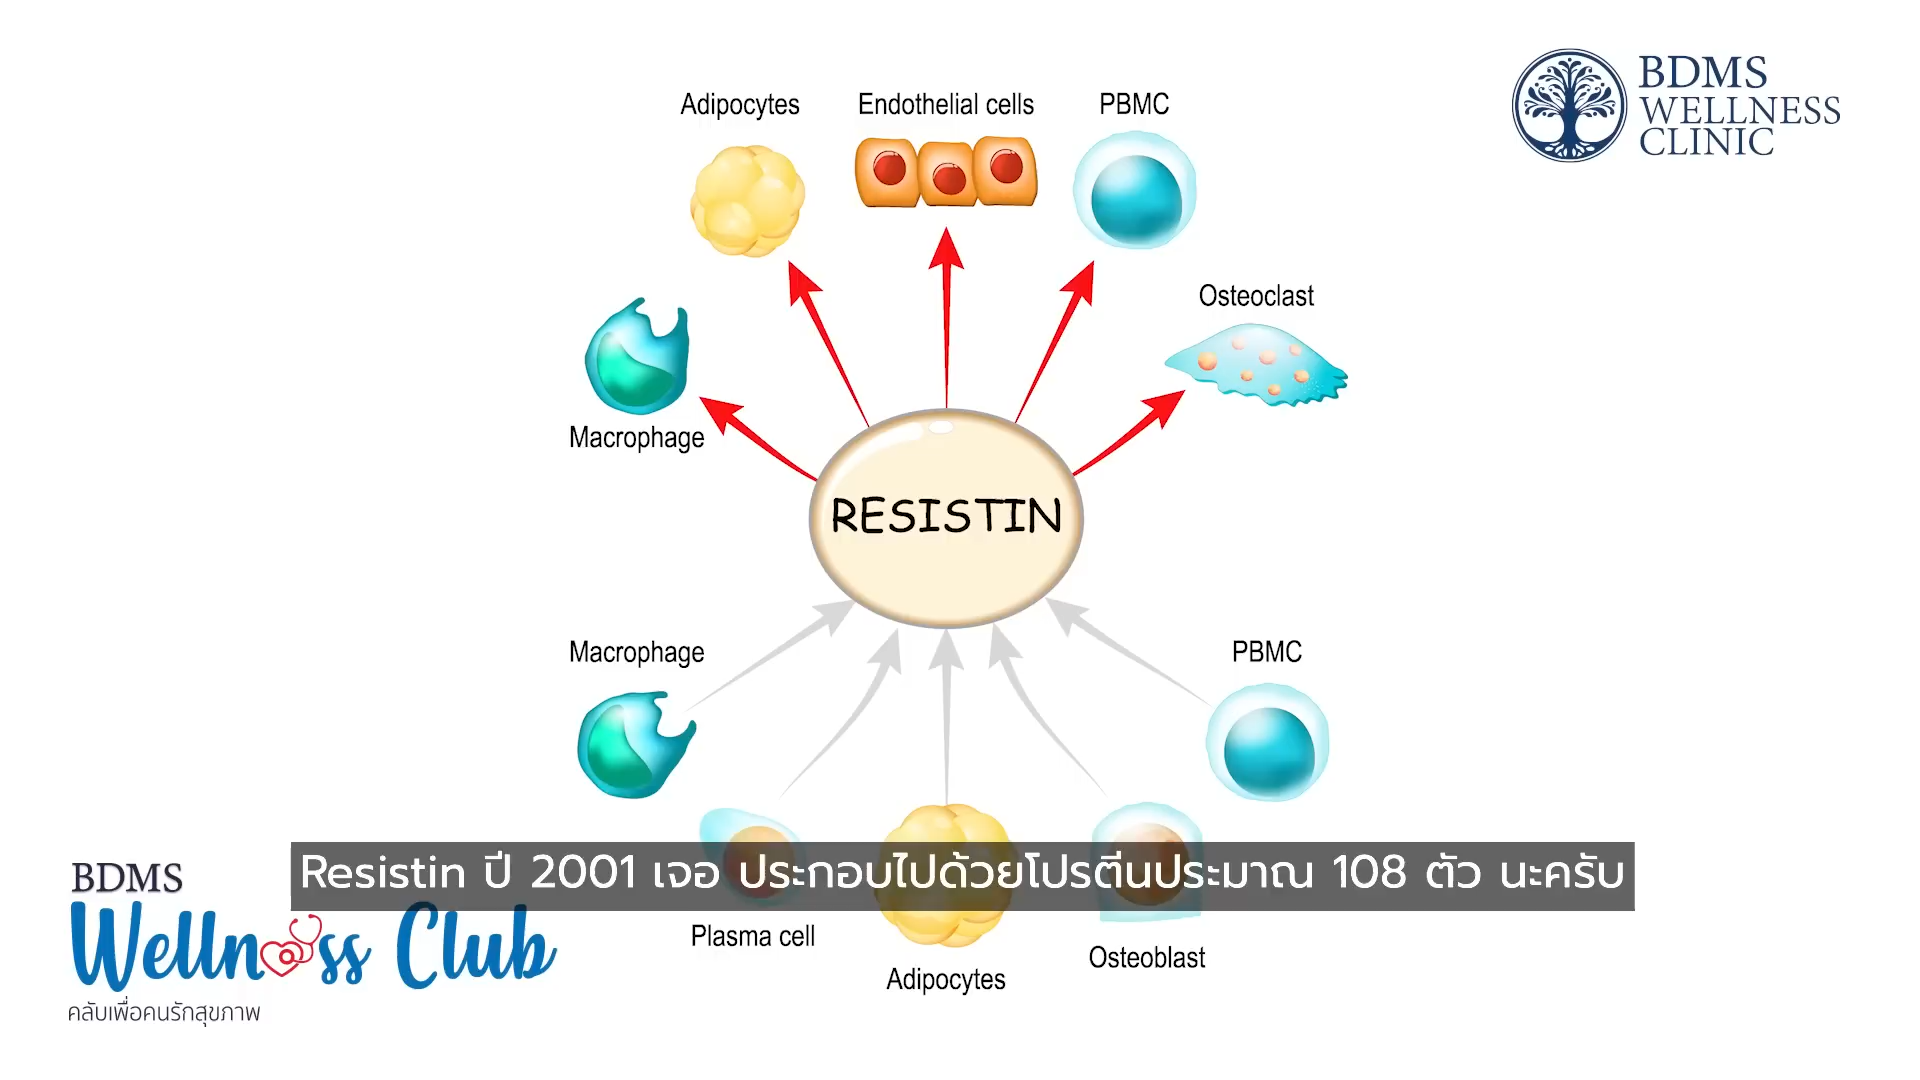 BDMS
WELLNESS
CLINIC
Adipocytes
Endothelial cells
PBMC
Osteoclast
Macrophage
RESISTIN
Macrophage
PBMC
Resistin ปี 2001 เจอ ประกอบไปด้วยโปรตีนประมาณ 108 ตัว นะครับ
Plasma cell
Adipocytes
Osteoblast
BDMS
Wellness Club
คลับเพื่อคนรักสุขภาพ